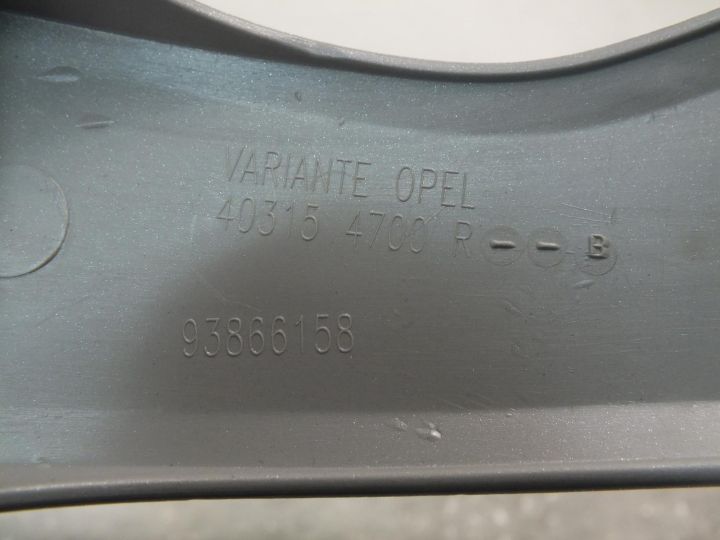 VARIANTE OPEL
40315 4700 R--B
93866158